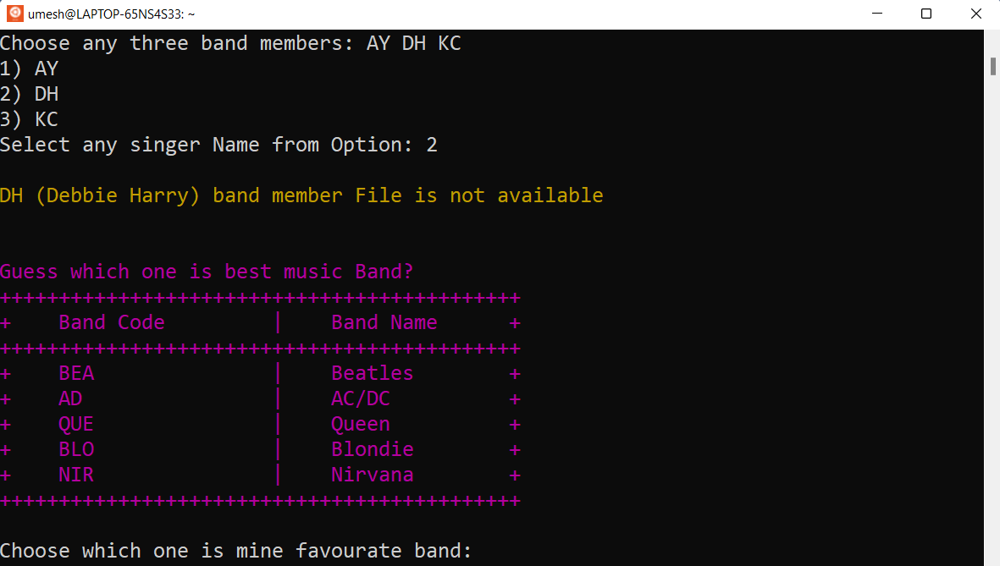 umesh@LAPTOP-65NS4S33: ~
Choose any three band members: AY DH KC
1) AY
2) DH
3) KC
Select any singer Name from Option: 2
DH (Debbie Harry) band member File is not available
Guess which one is best music Band?
++++++++++++++++++++++++++++++++++++++++++++
+    Band Code         |    Band Name      +
++++++++++++++++++++++++++++++++++++++++++++
+    BEA               |    Beatles        +
+    AD                |    AC/DC          +
+    QUE               |    Queen          +
+    BLO               |    Blondie        +
+    NIR               |    Nirvana        +
++++++++++++++++++++++++++++++++++++++++++++
Choose which one is mine favourate band: